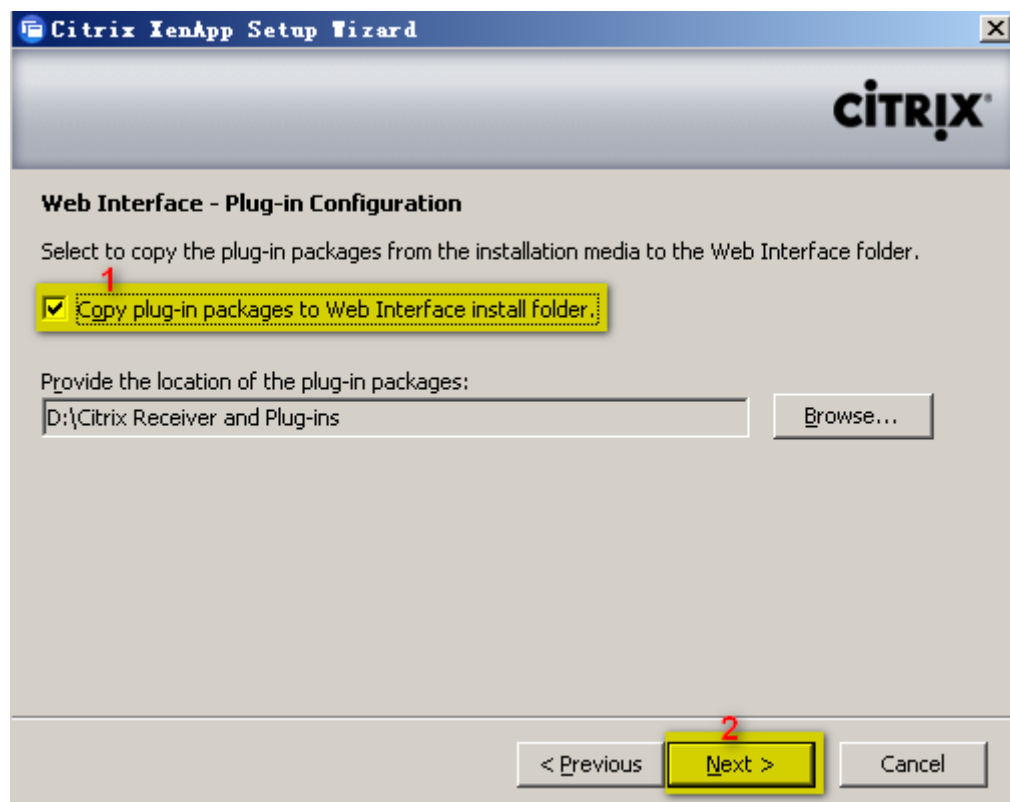 Citrix XenApp Setup Wizard
CİTRIX
Web Interface - Plug-in Configuration
Select to copy the plug-in packages from the installation media to the Web Interface folder.
1
Copy plug-in packages to Web Interface install folder.
Provide the location of the plug-in packages:
D:\Citrix Receiver and Plug-ins
Browse...
2
< Previous
Next >
Cancel